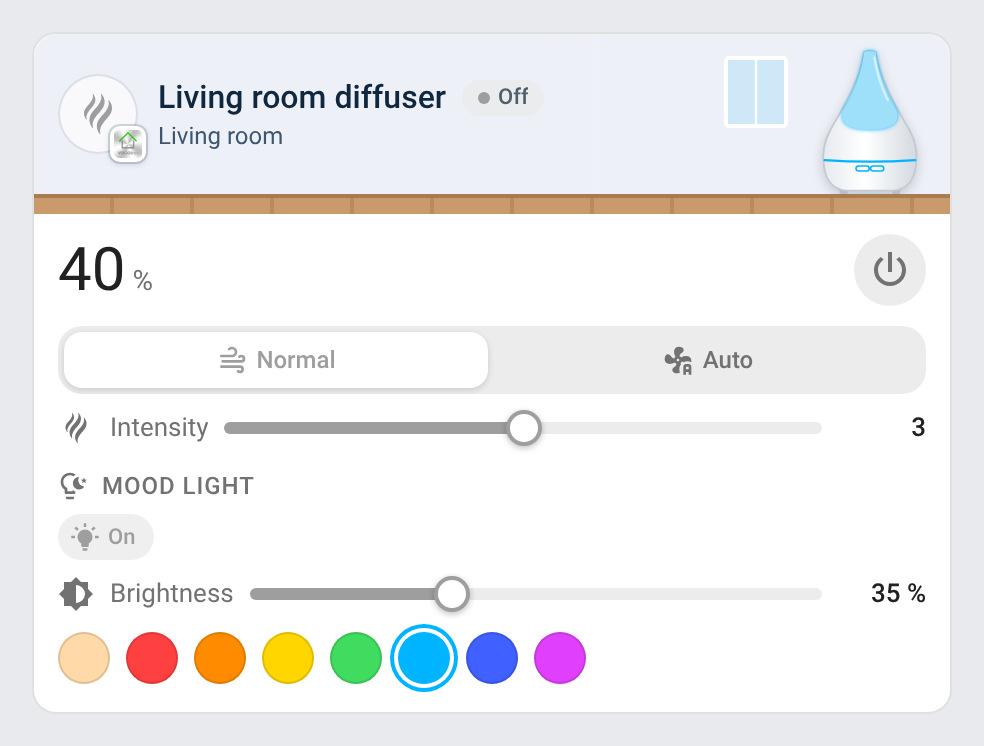 Living room diffuser
Off
Living room
40 %
Normal
Auto
Intensity
3
MOOD LIGHT
On
Brightness
35 %